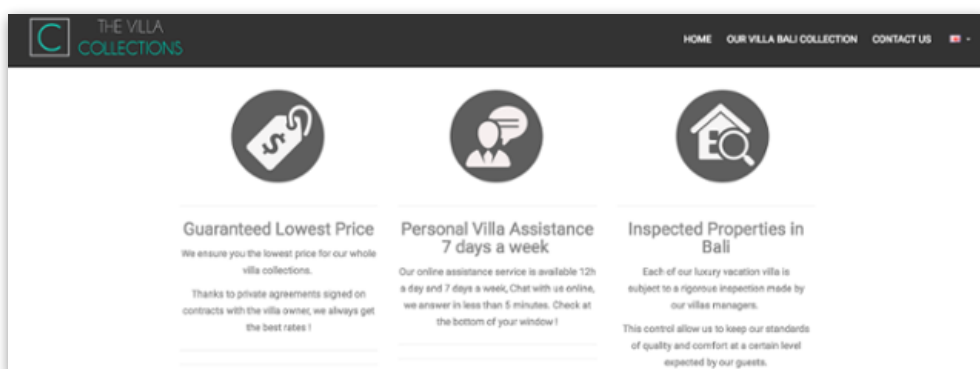 C
THE VILLA
COLLECTIONS
HOME OUR VILLA BALI COLLECTION CONTACT US
$
Guaranteed Lowest Price
We ensure you the lowest price for our whole
villa collections.
Thanks to private agreements signed on
contracts with the villa owner, we always get
the best rates !
Personal Villa Assistance
7 days a week
Our online assistance service is available 12h
a day and 7 days a week, Chat with us online,
we answer in less than 5 minutes. Check at
the bottom of your window !
Inspected Properties in
Bali
Each of our luxury vacation villa is
subject to a rigorous inspection made by
our villas managers.
This control allow us to keep our standards
of quality and comfort at a certain level
expected by our guests.